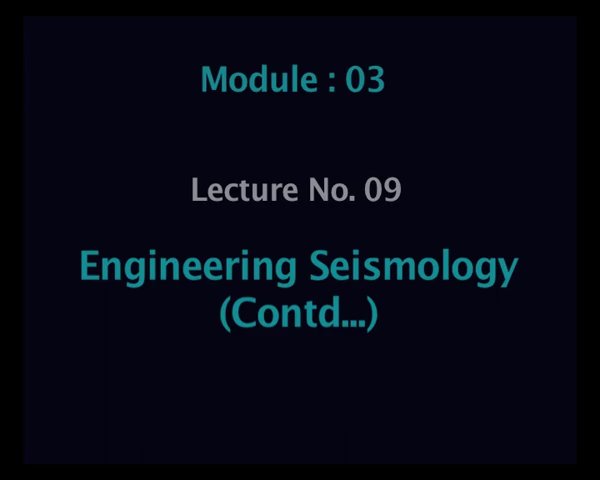 Module : 03
Lecture No. 09
Engineering Seismology
(Contd...)